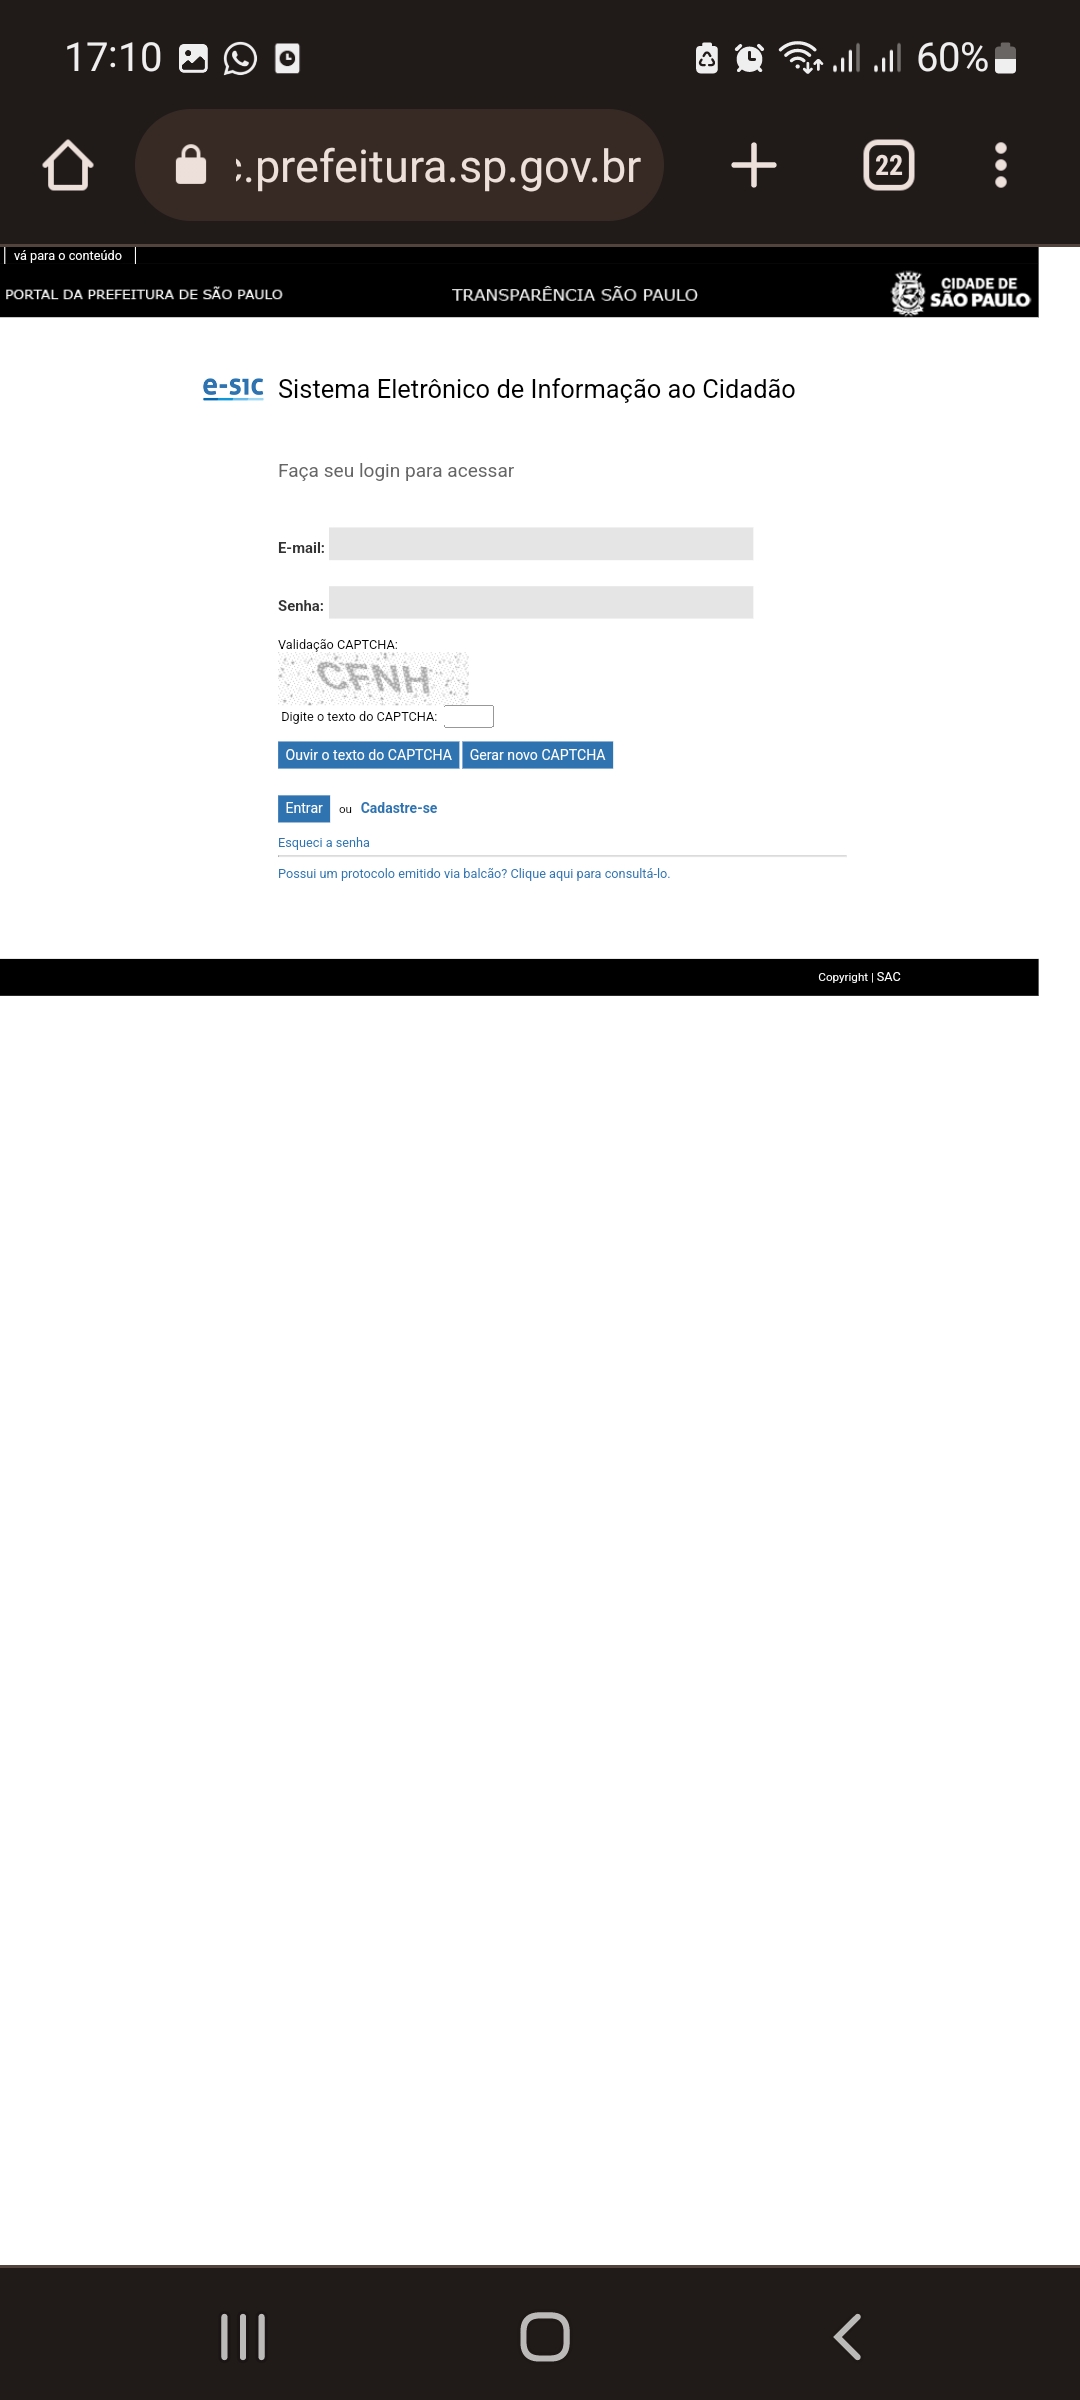 17:10
60%
c.prefeitura.sp.gov.br
22
vá para o conteúdo
PORTAL DA PREFEITURA DE SÃO PAULO
TRANSPARÊNCIA SÃO PAULO
CIDADE DE
SÃO PAULO
e-sic Sistema Eletrônico de Informação ao Cidadão
Faça seu login para acessar
E-mail:
Senha:
Validação CAPTCHA:
CFNH
Digite o texto do CAPTCHA:
Ouvir o texto do CAPTCHA Gerar novo CAPTCHA
Entrar ou Cadastre-se
Esqueci a senha
Possui um protocolo emitido via balcão? Clique aqui para consultá-lo.
Copyright | SAC